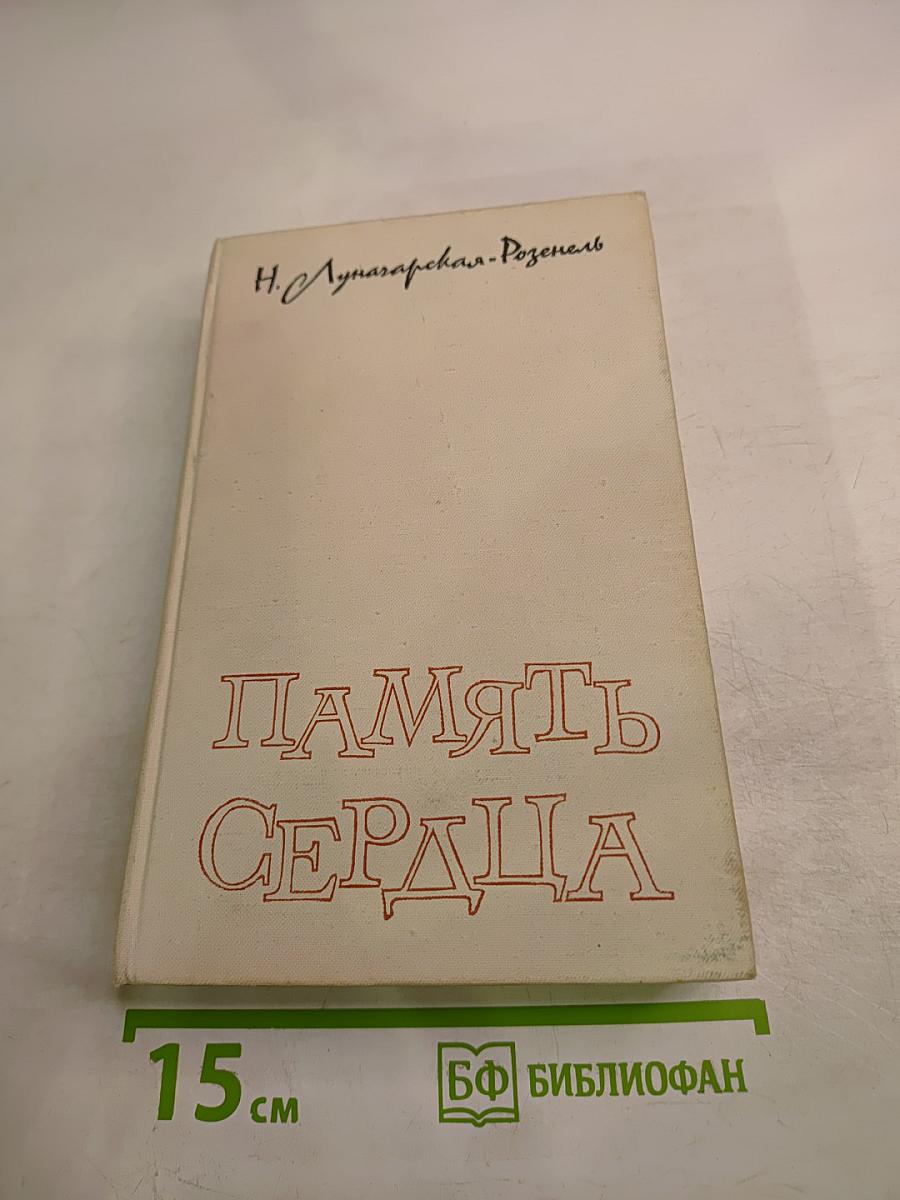 Н. Луначарская-Розенель
ПАМЯТЬ
СЕРДЦА
15 см
БФ БИБЛИОФАН